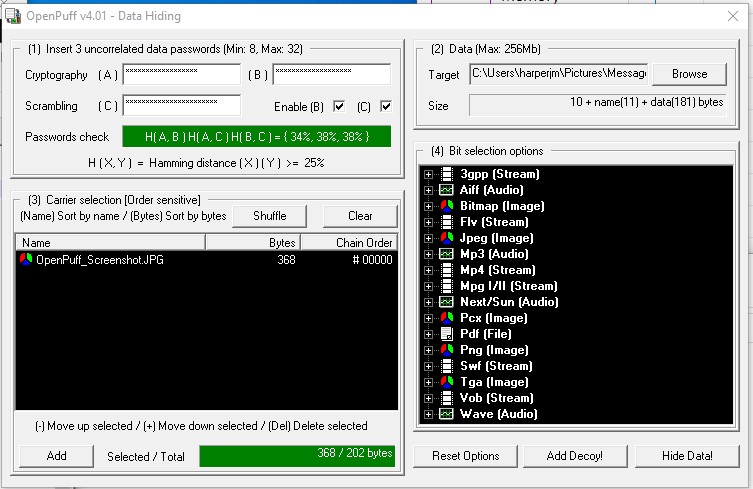 memory
OpenPuff v4.01 - Data Hiding
(1) Insert 3 uncorrelated data passwords (Min: 8, Max: 32)
Cryptography (A) (B)
Scrambling (C) Enable (B) (C)
Passwords check H( A, B ) H( A, C ) H( B, C ) = { 34%, 38%, 38% }
H ( X, Y ) = Hamming distance ( X ) ( Y ) >= 25%
(2) Data (Max: 256Mb)
Target C:\Users\harperjm\Pictures\Messag Browse
Size 10 + name(11) + data(181) bytes
(3) Carrier selection [Order sensitive]
(Name) Sort by name / (Bytes) Sort by bytes Shuffle Clear
Name Bytes Chain Order
OpenPuff_Screenshot.JPG 368 # 00000
(-) Move up selected / (+) Move down selected / (Del) Delete selected
Add Selected / Total 368 / 202 bytes
(4) Bit selection options
3gpp (Stream)
Aiff (Audio)
Bitmap (Image)
Flv (Stream)
Jpeg (Image)
Mp3 (Audio)
Mp4 (Stream)
Mpg I/II (Stream)
Next/Sun (Audio)
Pcx (Image)
Pdf (File)
Png (Image)
Swf (Stream)
Tga (Image)
Vob (Stream)
Wave (Audio)
Reset Options Add Decoy! Hide Data!